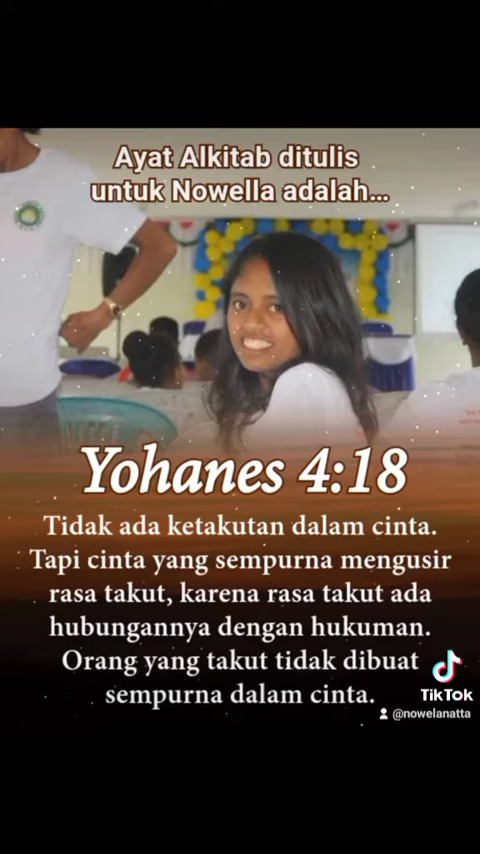 Ayat Alkitab ditulis
untuk Nowella adalah...
Yohanes 4:18
Tidak ada ketakutan dalam cinta.
Tapi cinta yang sempurna mengusir
rasa takut, karena rasa takut ada
hubungannya dengan hukuman.
Orang yang takut tidak dibuat
sempurna dalam cinta.
TikTok
@nowelanatta